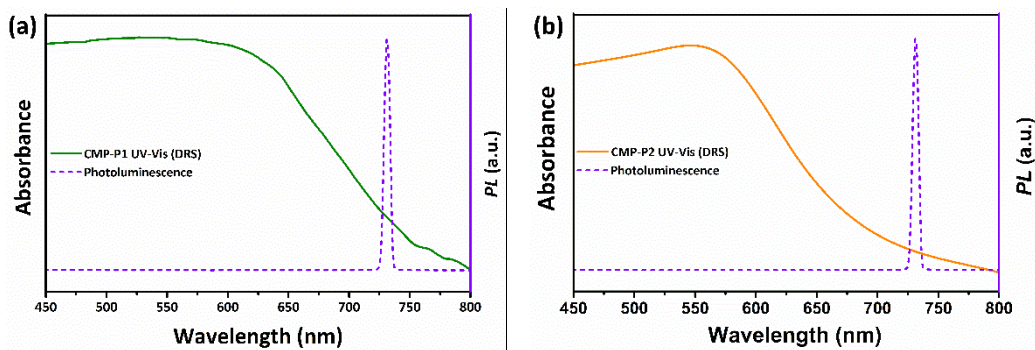 (a)
Absorbance
CMP-P1 UV-Vis (DRS)
Photoluminescence
PL (a.u.)
450 500 550 600 650 700 750 800
Wavelength (nm)
(b)
Absorbance
CMP-P2 UV-Vis (DRS)
Photoluminescence
PL (a.u.)
450 500 550 600 650 700 750 800
Wavelength (nm)